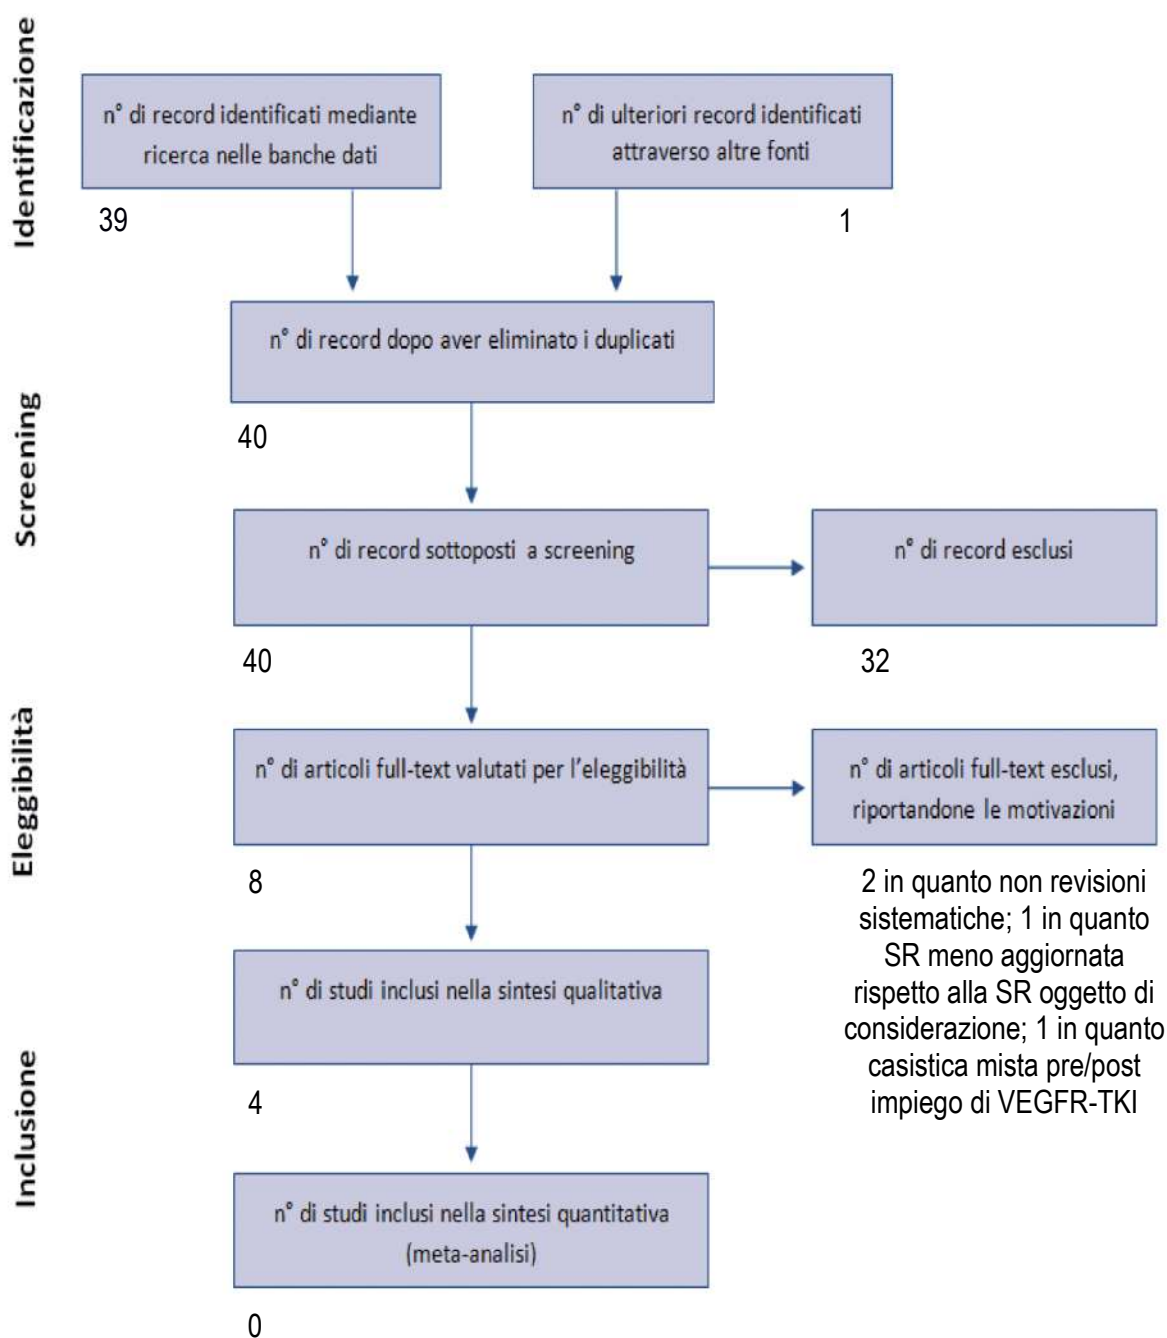 Identificazione
n° di record identificati mediante
ricerca nelle banche dati
39
n° di ulteriori record identificati
attraverso altre fonti
1
n° di record dopo aver eliminato i duplicati
40
Screening
n° di record sottoposti a screening
40
n° di record esclusi
32
Eleggibilità
n° di articoli full-text valutati per l'eleggibilità
8
n° di articoli full-text esclusi,
riportandone le motivazioni
2 in quanto non revisioni
sistematiche; 1 in quanto
SR meno aggiornata
rispetto alla SR oggetto di
considerazione; 1 in quanto
casistica mista pre/post
impiego di VEGFR-TKI
Inclusione
n° di studi inclusi nella sintesi qualitativa
4
n° di studi inclusi nella sintesi quantitativa
(meta-analisi)
0